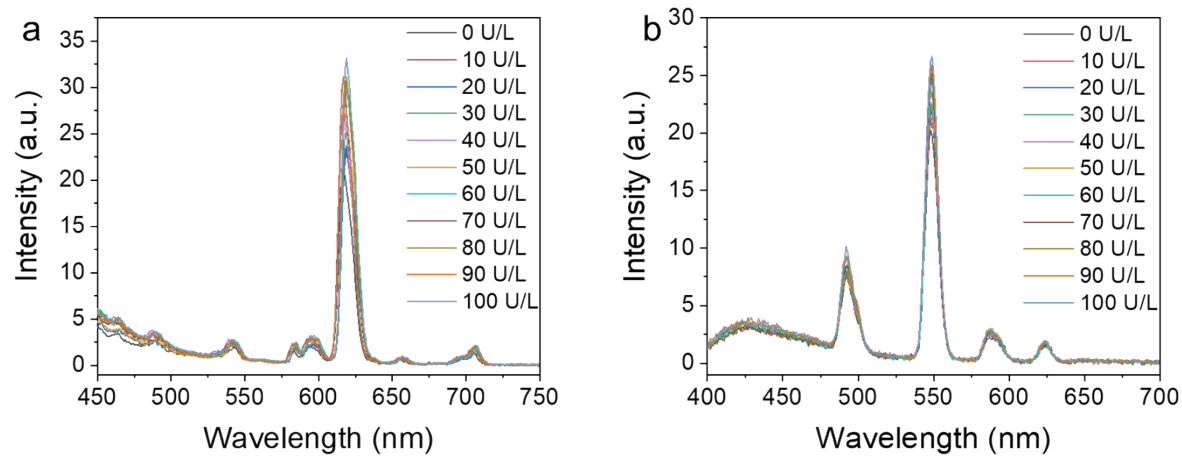 a
35
30
25
20
15
10
5
0
Intensity (a.u.)
0 U/L
10 U/L
20 U/L
30 U/L
40 U/L
50 U/L
60 U/L
70 U/L
80 U/L
90 U/L
100 U/L
450 500 550 600 650 700 750
Wavelength (nm)
b
30
25
20
15
10
5
0
Intensity (a.u.)
0 U/L
10 U/L
20 U/L
30 U/L
40 U/L
50 U/L
60 U/L
70 U/L
80 U/L
90 U/L
100 U/L
400 450 500 550 600 650 700
Wavelength (nm)